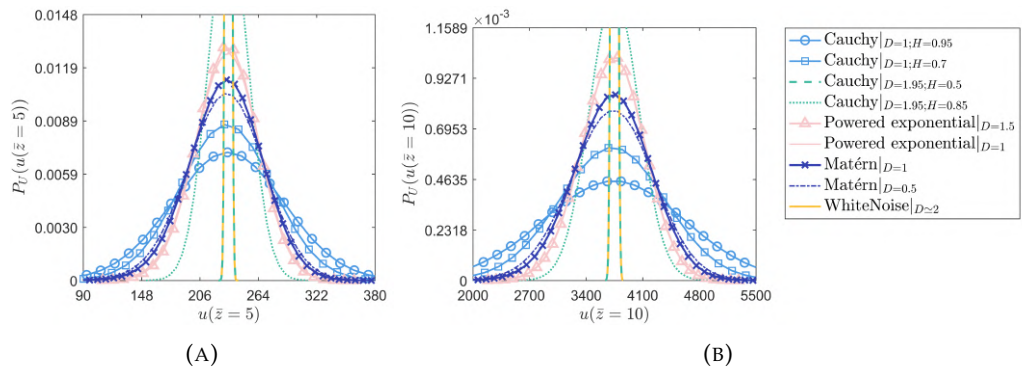 0.0148
0.0119
0.0089
0.0059
0.0030
0
90 148 206 264 322 380
P_U(u(z̄ = 5))
u(z̄ = 5)
(A)
×10⁻³
1.1589
0.9271
0.6953
0.4635
0.2318
0
2000 2700 3400 4100 4800 5500
P_U(u(z̄ = 10))
u(z̄ = 10)
(B)
Cauchy|D=1;H=0.95
Cauchy|D=1;H=0.7
Cauchy|D=1.95;H=0.5
Cauchy|D=1.95;H=0.85
Powered exponential|D=1.5
Powered exponential|D=1
Matérn|D=1
Matérn|D=0.5
WhiteNoise|D≃2